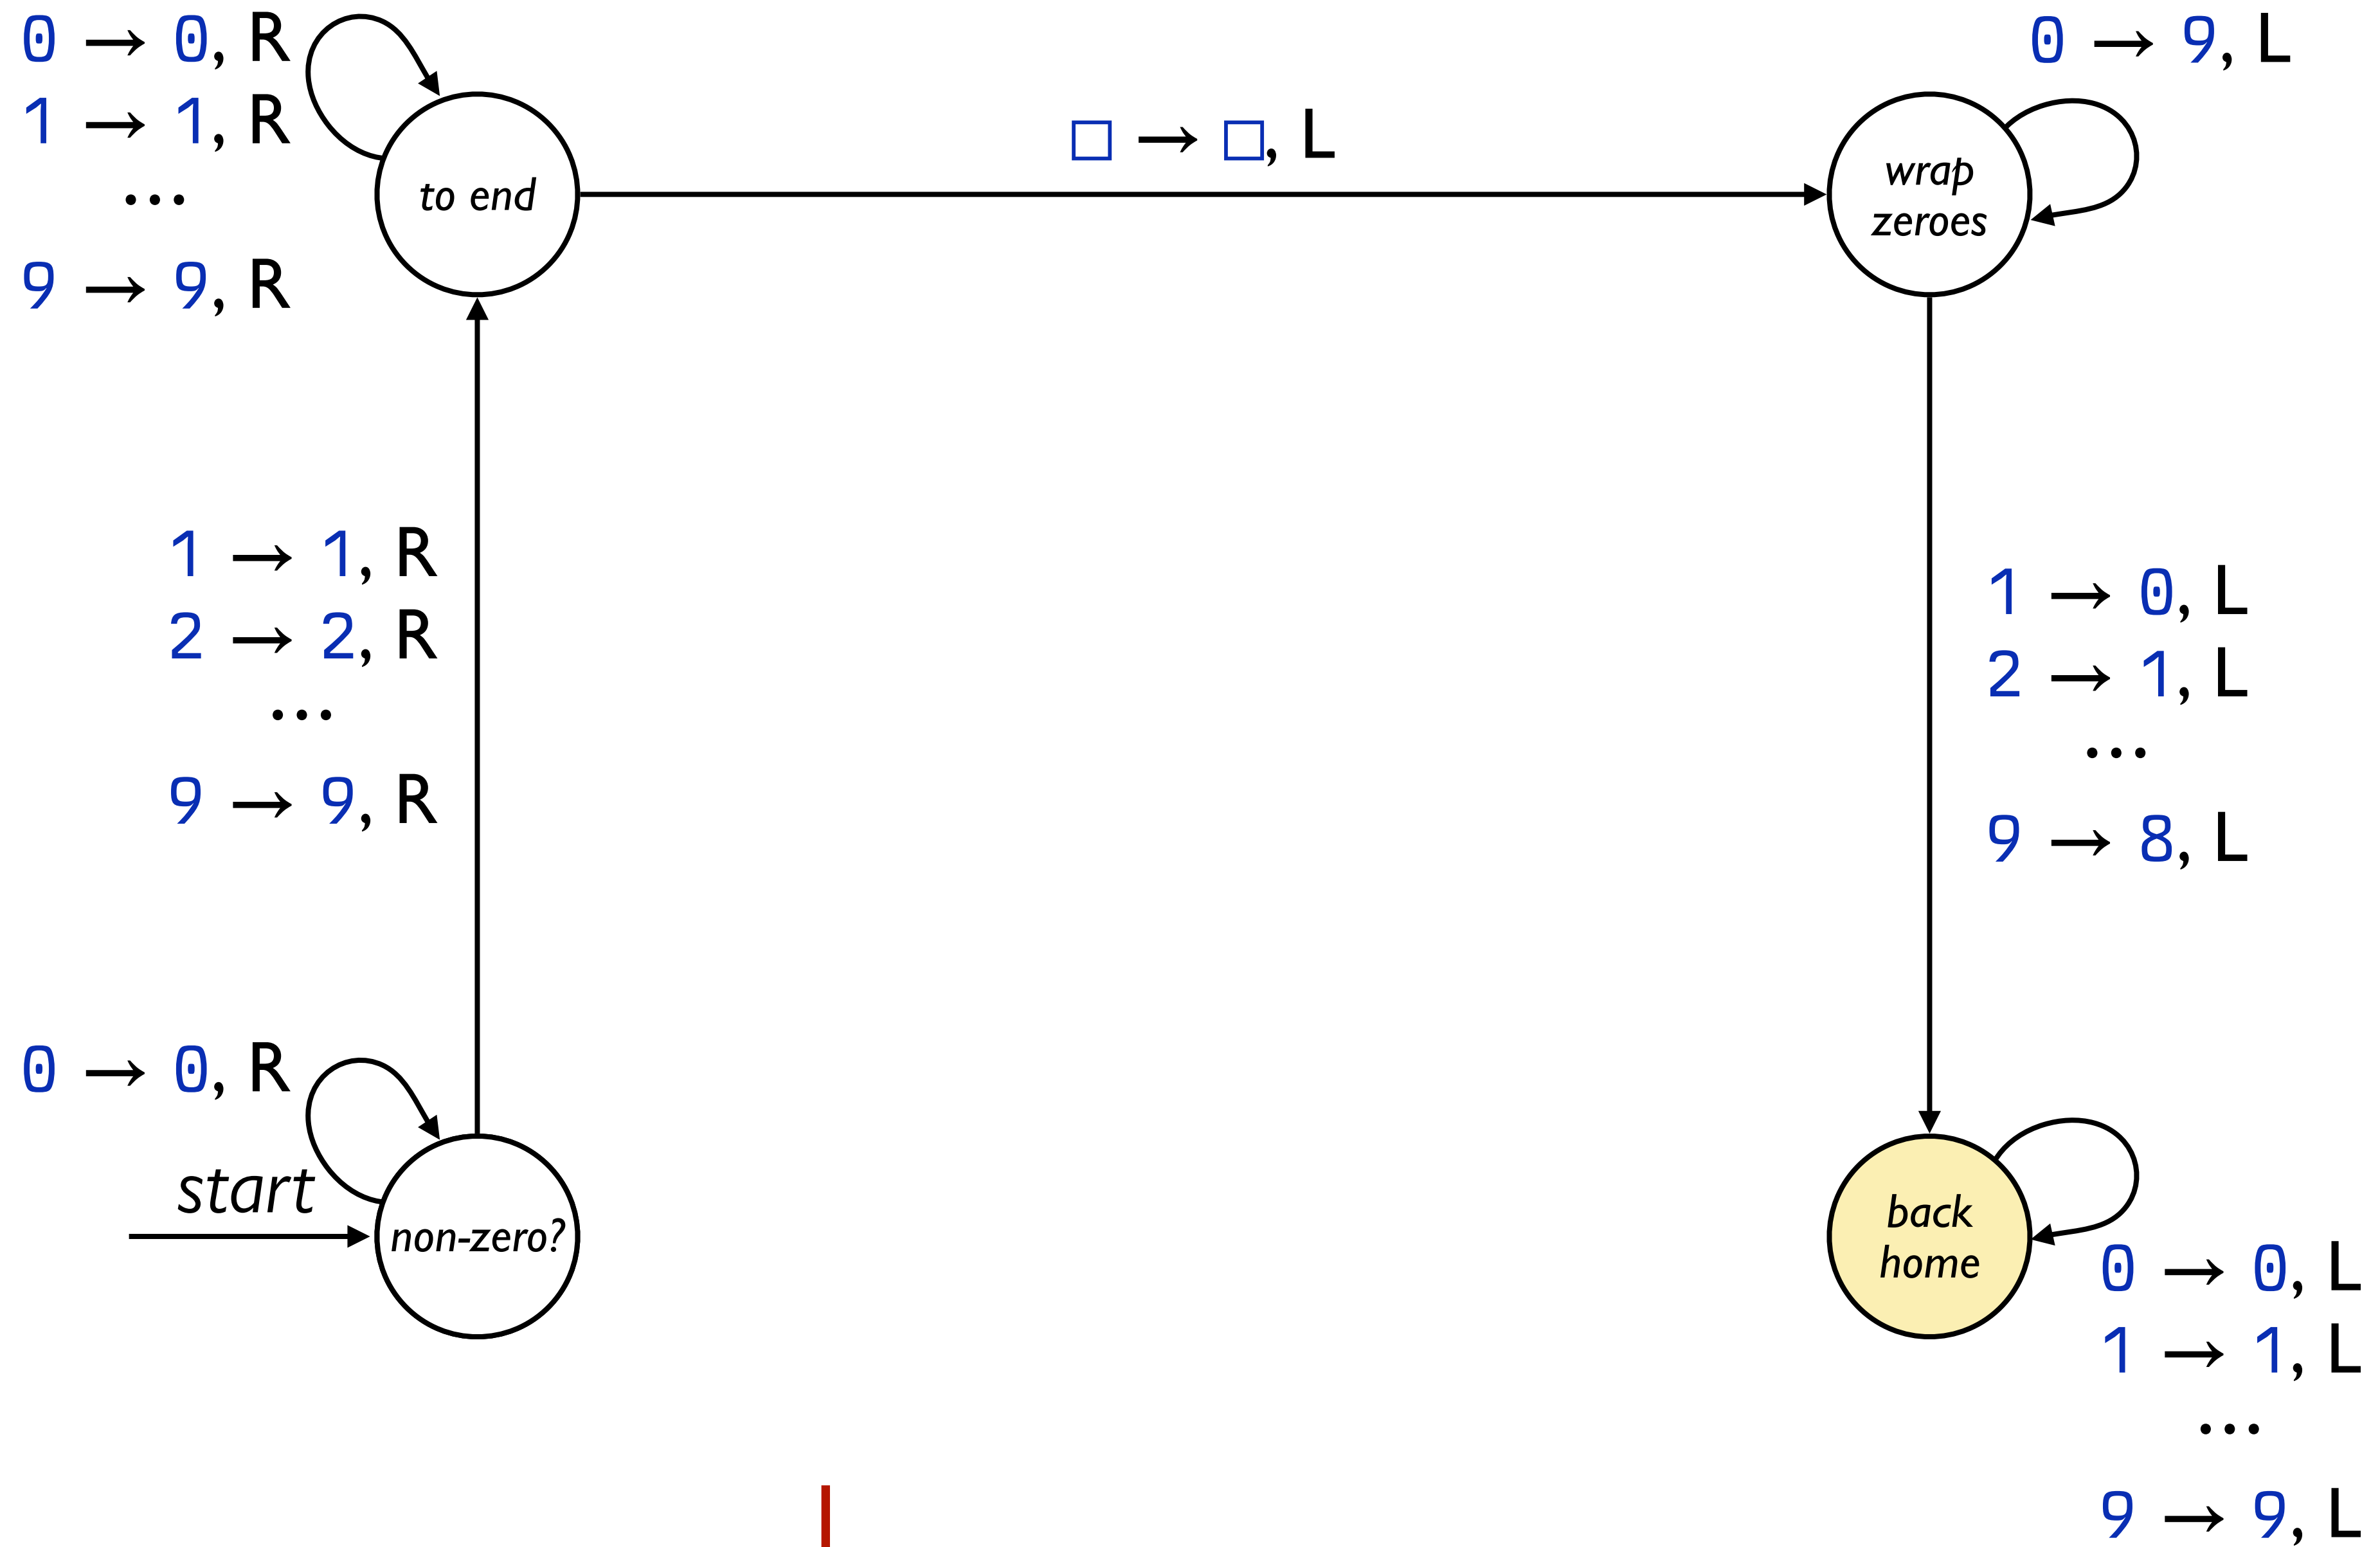 0 → 0, R
1 → 1, R
...
9 → 9, R
to end
□ → □, L
0 → 9, L
wrap
zeroes
1 → 1, R
2 → 2, R
...
9 → 9, R
1 → 0, L
2 → 1, L
...
9 → 8, L
0 → 0, R
start
non-zero?
back
home
0 → 0, L
1 → 1, L
...
9 → 9, L